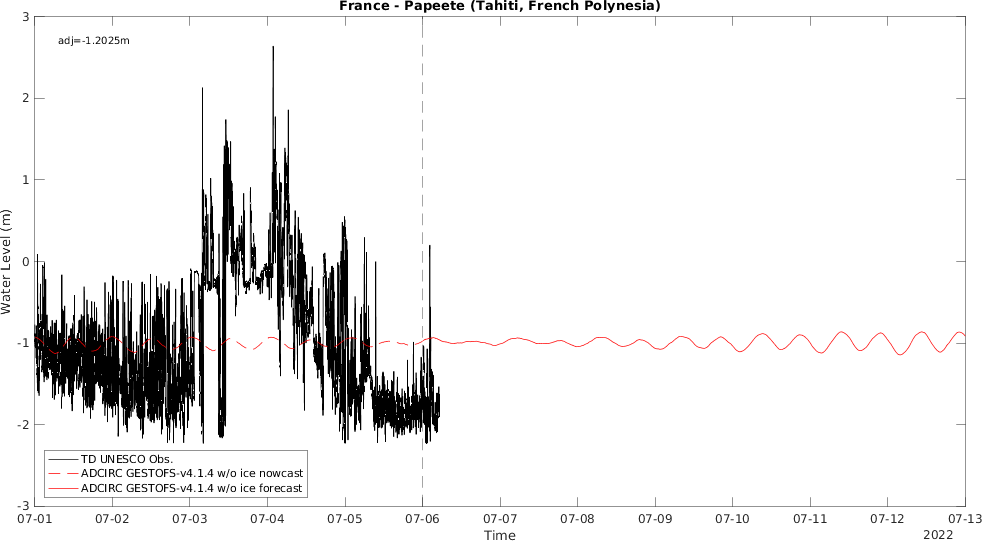 France - Papeete (Tahiti, French Polynesia)
adj=-1.2025m
3
2
1
0
-1
-2
-3
Water Level (m)
TD UNESCO Obs.
ADCIRC GESTOFS-v4.1.4 w/o ice nowcast
ADCIRC GESTOFS-v4.1.4 w/o ice forecast
07-01 07-02 07-03 07-04 07-05 07-06 07-07 07-08 07-09 07-10 07-11 07-12 07-13
Time
2022